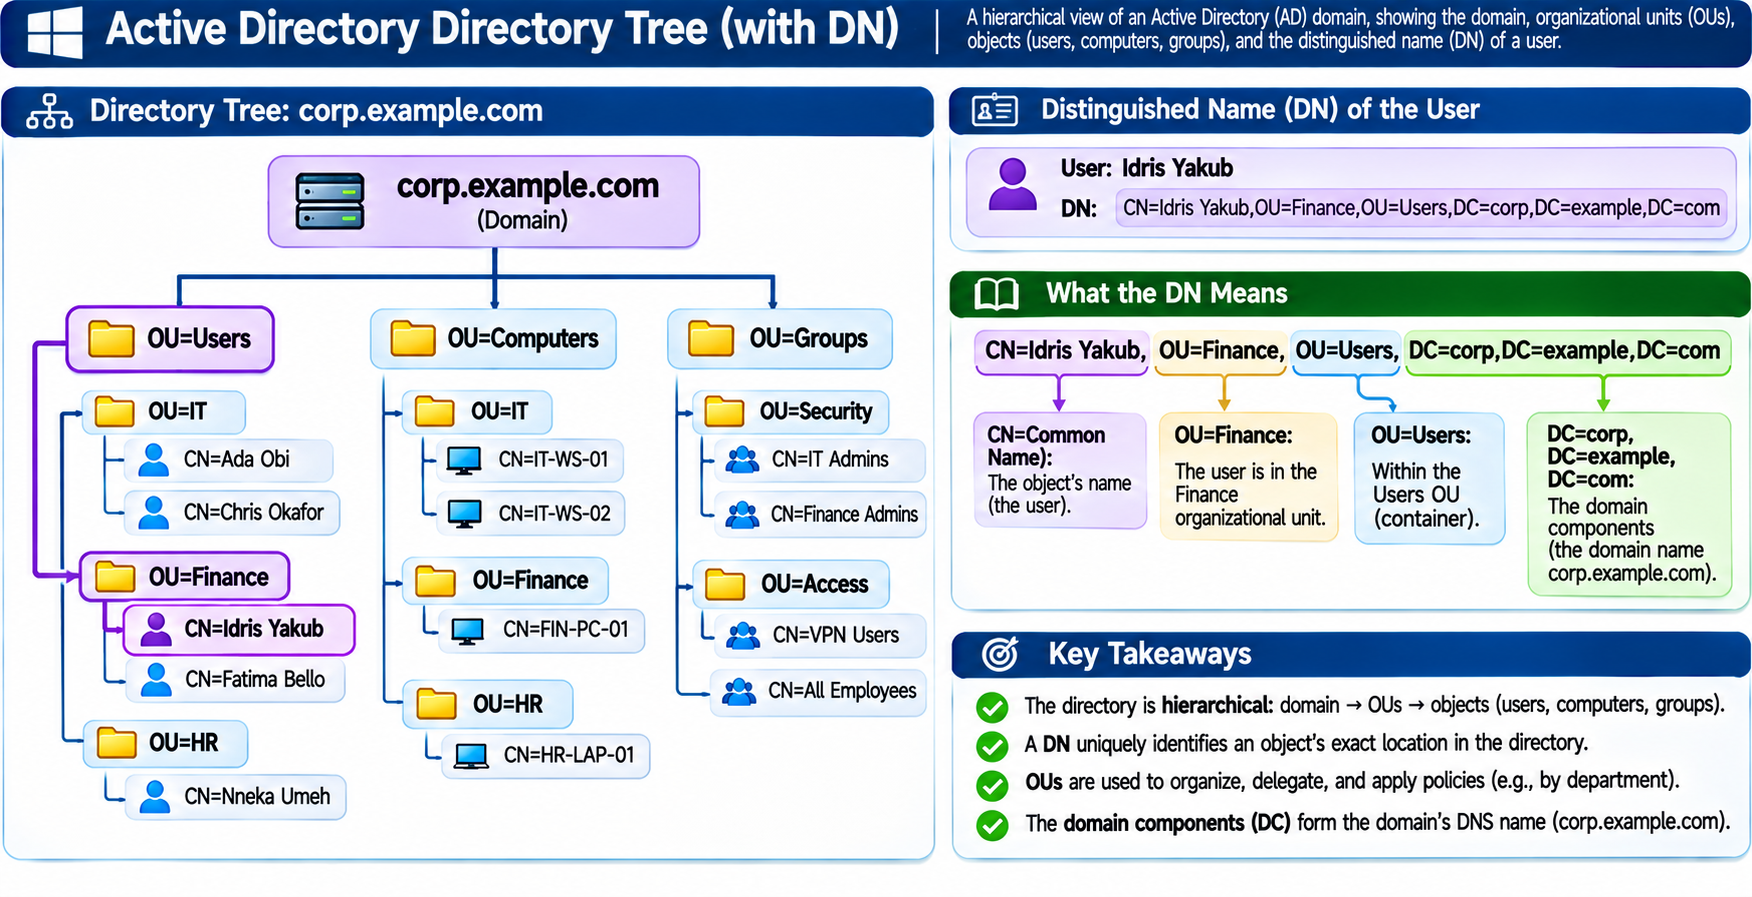 Active Directory Directory Tree (with DN)
A hierarchical view of an Active Directory (AD) domain, showing the domain, organizational units (OUs),
objects (users, computers, groups), and the distinguished name (DN) of a user.
Directory Tree: corp.example.com
corp.example.com
(Domain)
OU=Users
OU=IT
CN=Ada Obi
CN=Chris Okafor
OU=Finance
CN=Idris Yakub
CN=Fatima Bello
OU=HR
CN=Nneka Umeh
OU=Computers
OU=IT
CN=IT-WS-01
CN=IT-WS-02
OU=Finance
CN=FIN-PC-01
OU=HR
CN=HR-LAP-01
OU=Groups
OU=Security
CN=IT Admins
CN=Finance Admins
OU=Access
CN=VPN Users
CN=All Employees
Distinguished Name (DN) of the User
User: Idris Yakub
DN: CN=Idris Yakub,OU=Finance,OU=Users,DC=corp,DC=example,DC=com
What the DN Means
CN=Idris Yakub, OU=Finance, OU=Users, DC=corp,DC=example,DC=com
CN=Common
Name):
The object's name
(the user).
OU=Finance:
The user is in the
Finance
organizational unit.
OU=Users:
Within the
Users OU
(container).
DC=corp,
DC=example,
DC=com:
The domain
components
(the domain name
corp.example.com).
Key Takeaways
The directory is hierarchical: domain → OUs → objects (users, computers, groups).
A DN uniquely identifies an object's exact location in the directory.
OUs are used to organize, delegate, and apply policies (e.g., by department).
The domain components (DC) form the domain's DNS name (corp.example.com).